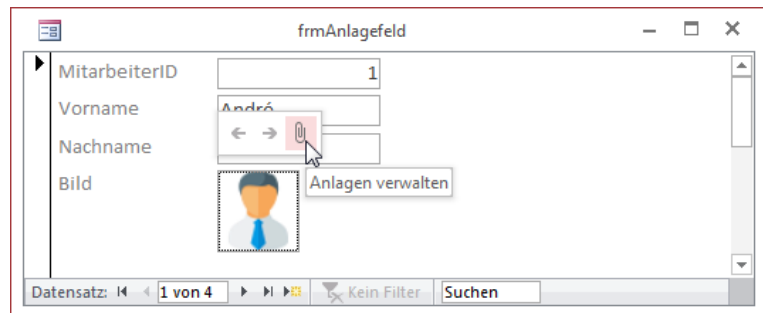 frmAnlagefeld
MitarbeiterID 1
Vorname André
Nachname
Anlagen verwalten
Bild
Datensatz: 1 von 4 Kein Filter Suchen